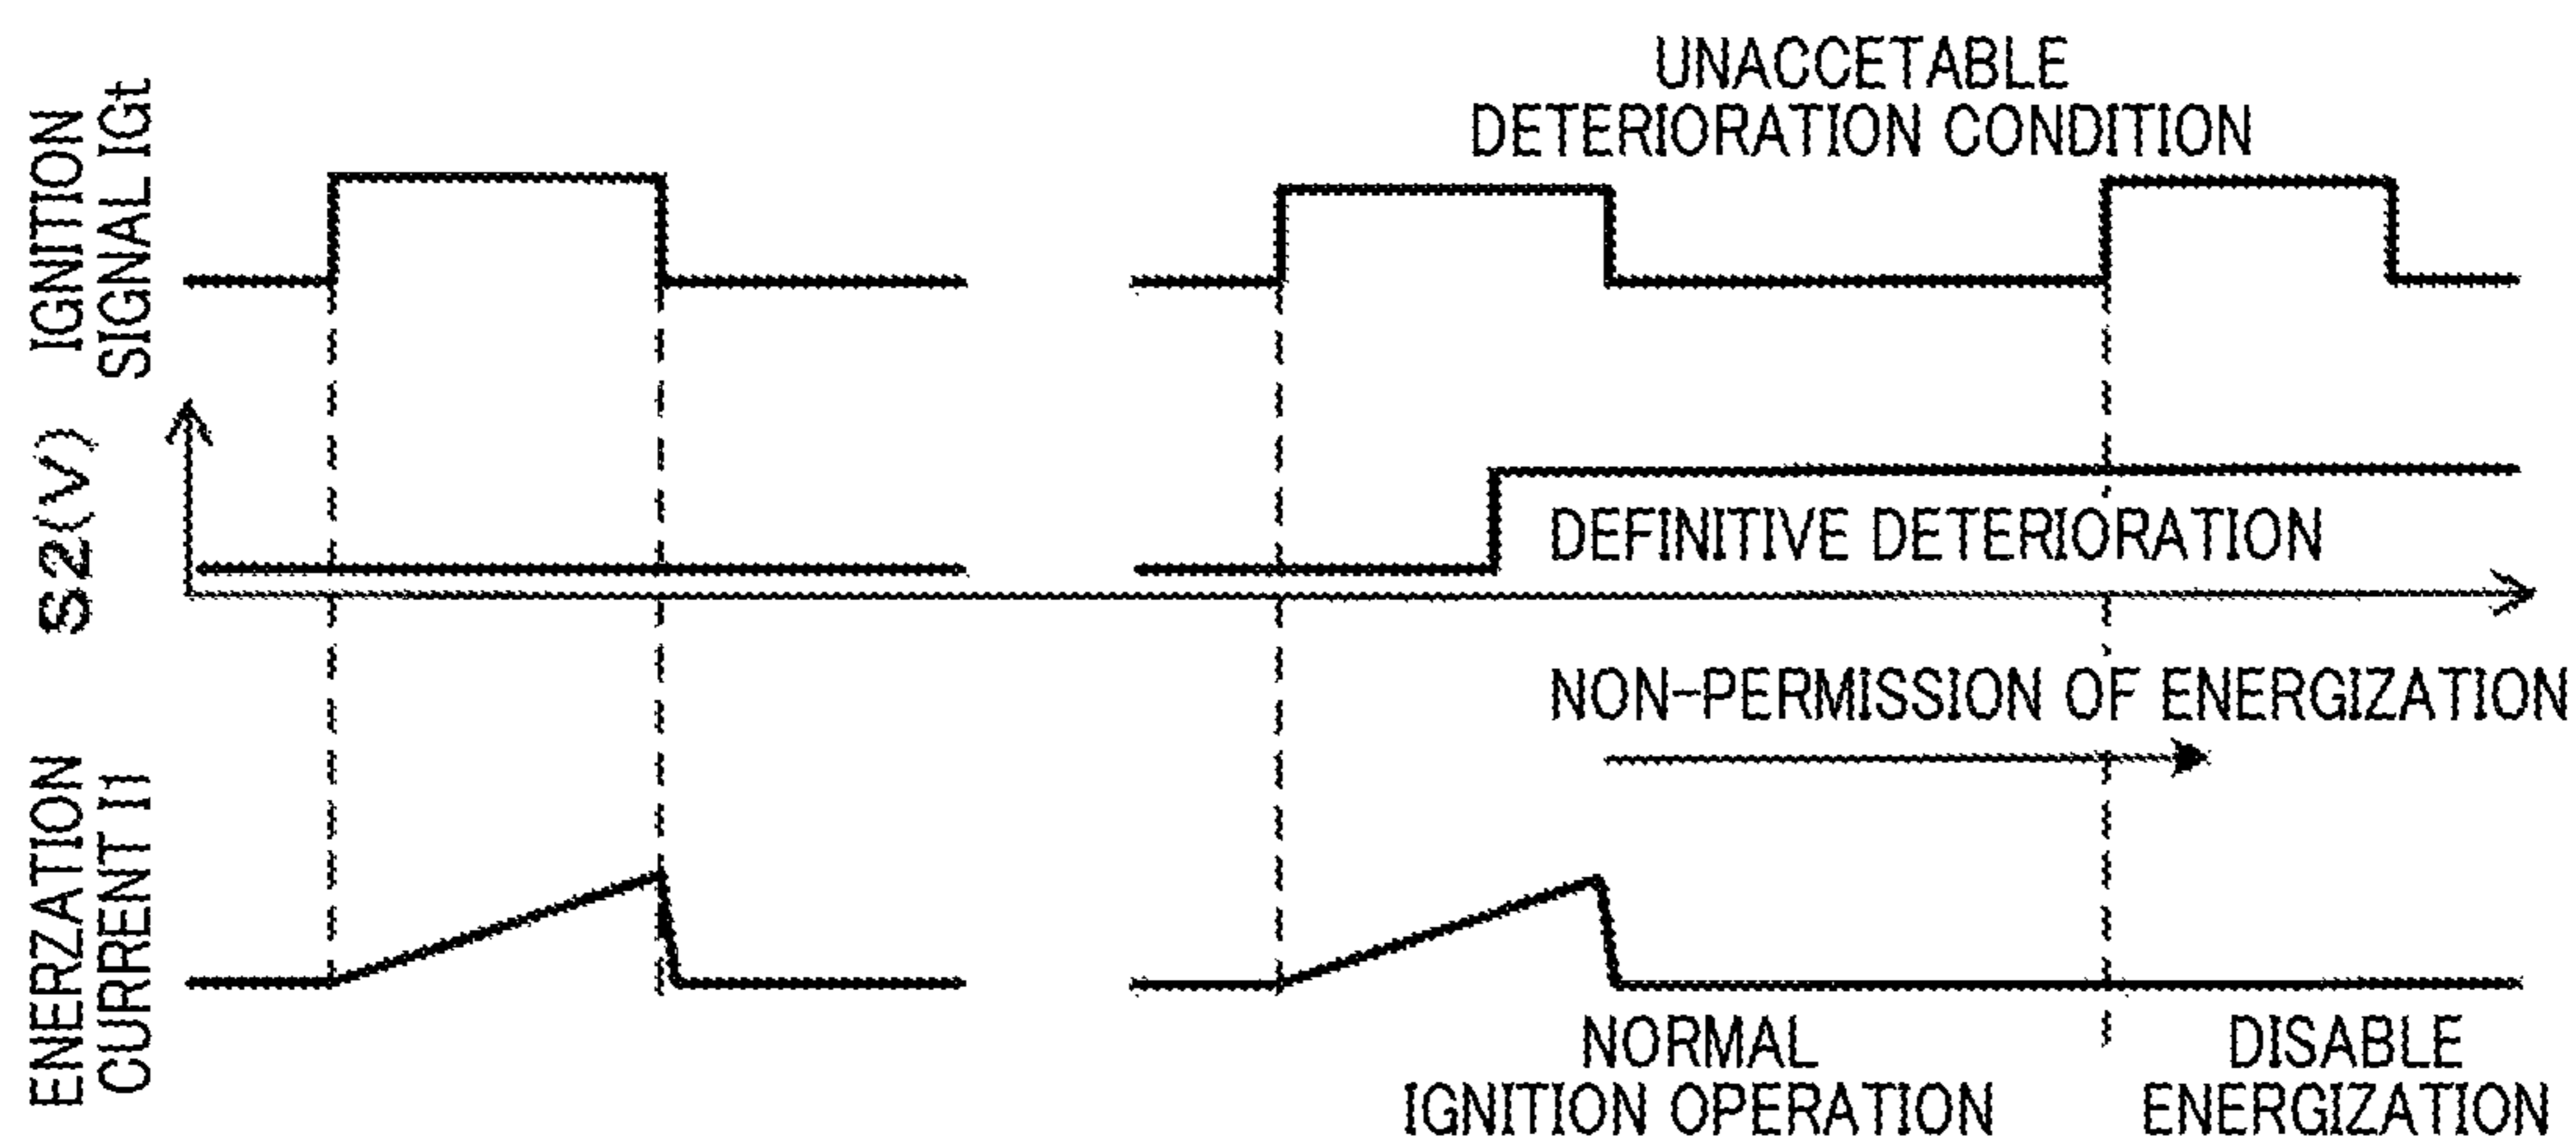 UNACCETABLE
DETERIORATION CONDITION
IGNITION
SIGNAL IGt
S2(V)
DEFINITIVE DETERIORATION
NON-PERMISSION OF ENERGIZATION
ENERZATION
CURRENT I1
NORMAL
IGNITION OPERATION
DISABLE
ENERGIZATION